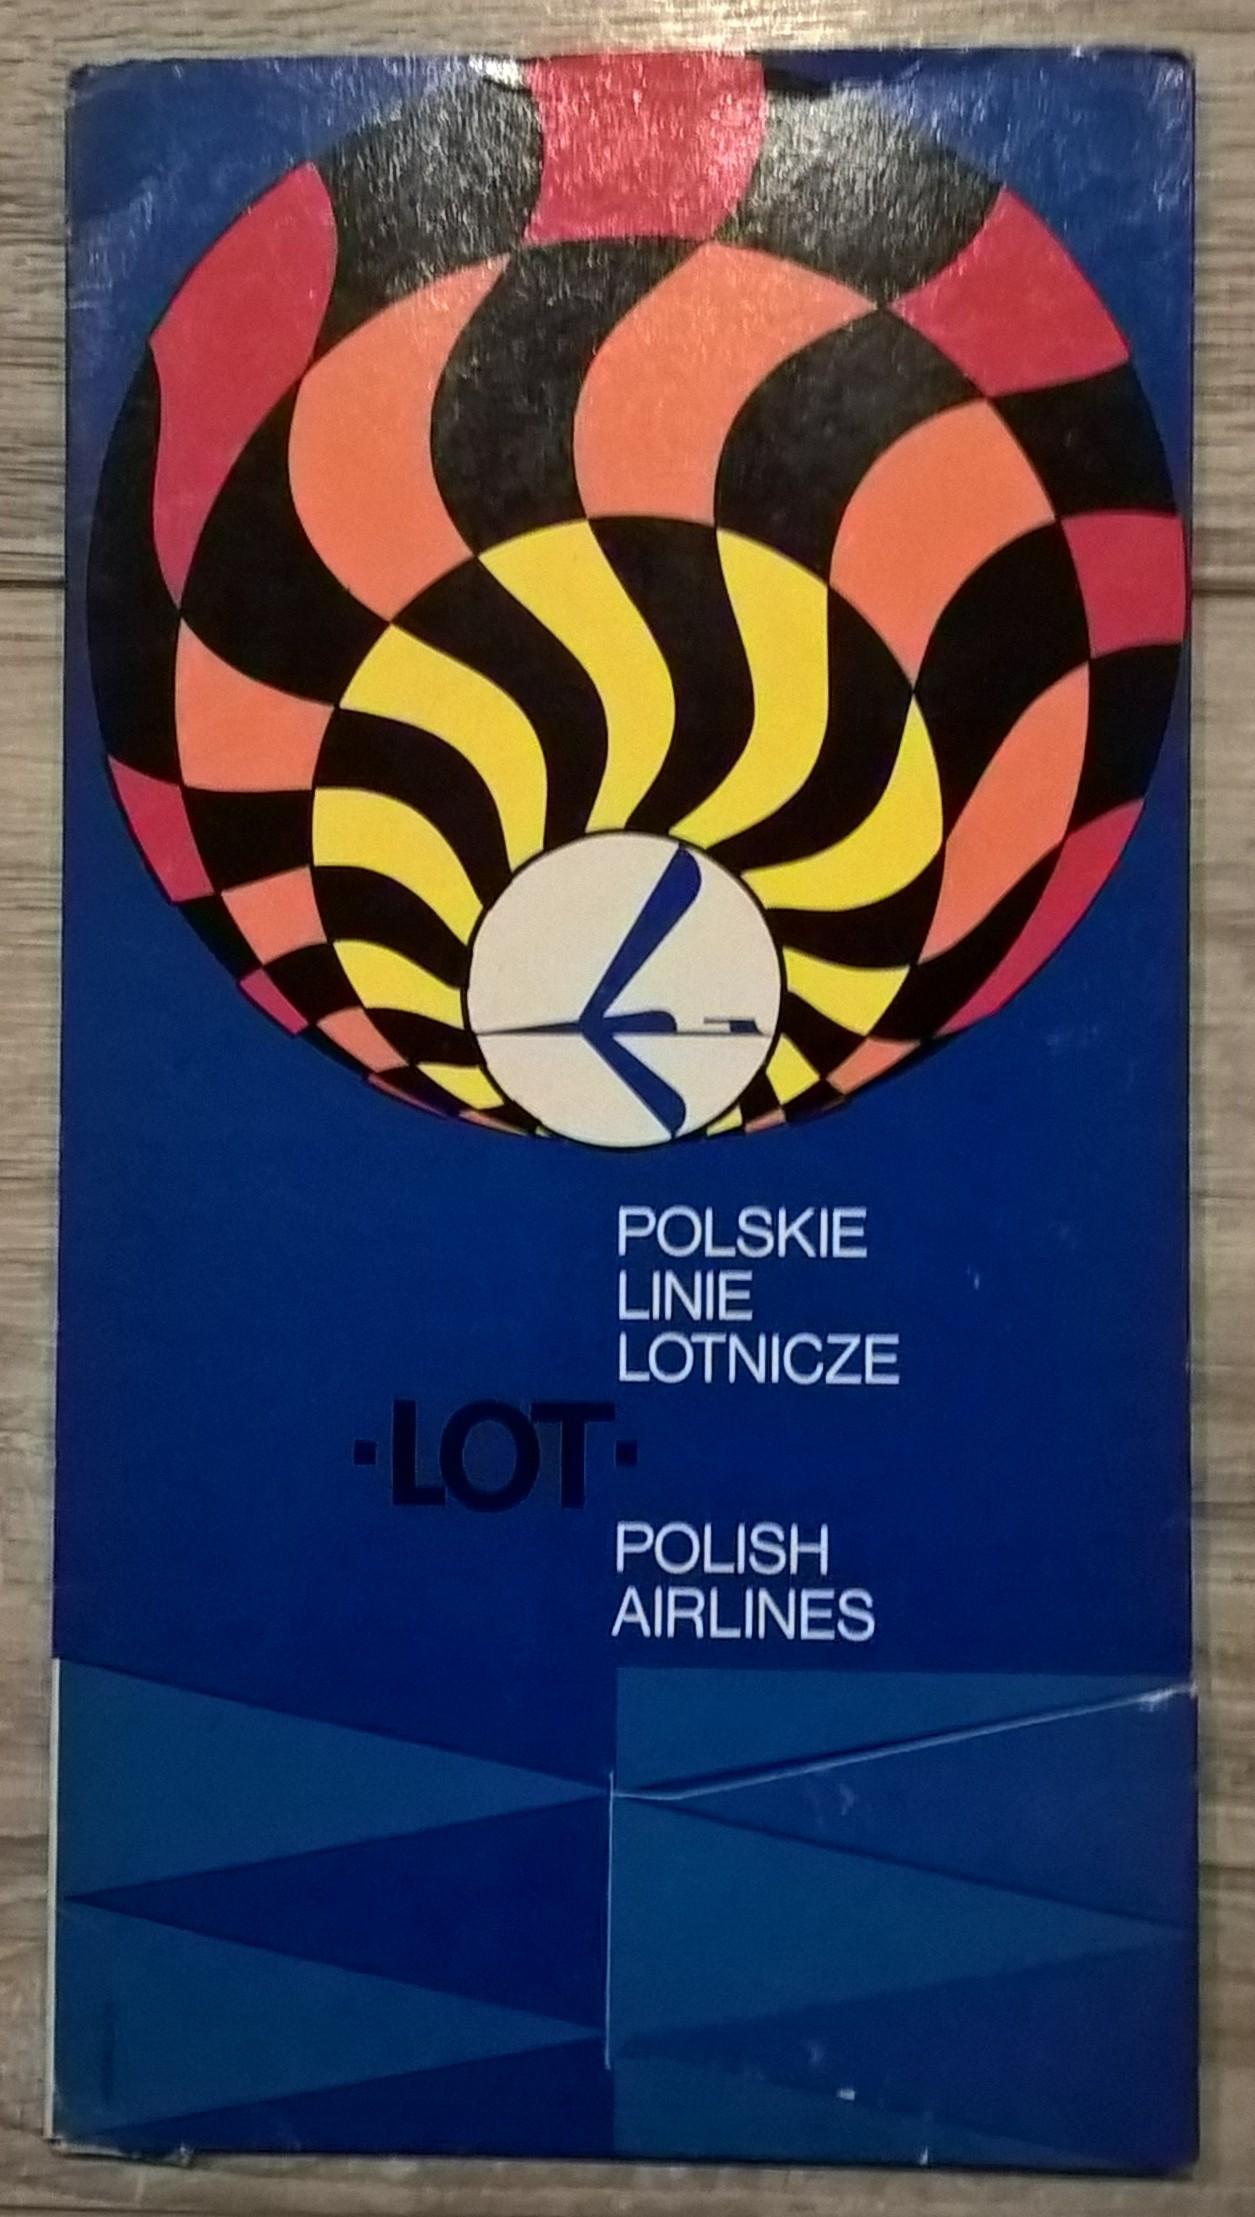 POLSKIE
LINIE
LOTNICZE
·LOT·
POLISH
AIRLINES